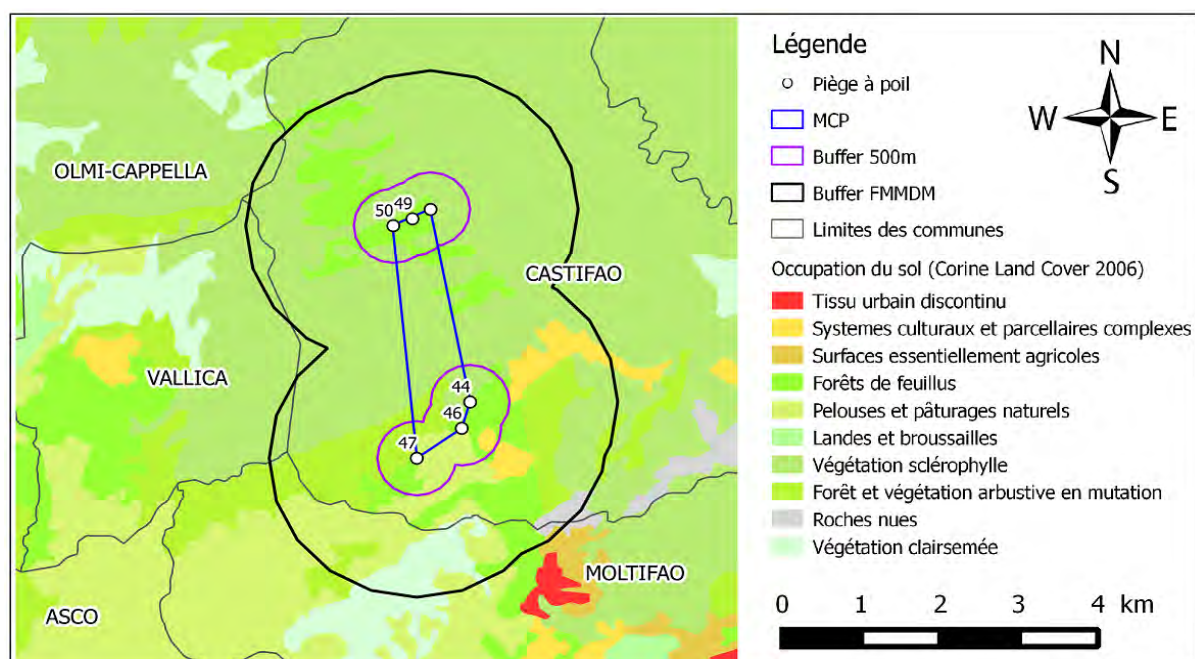 OLMI-CAPPELLA
50
49
CASTIFAO
VALLICA
44
46
47
MOLTIFAO
ASCO
Légende
Piège à poil
MCP
Buffer 500m
Buffer FMMDM
Limites des communes
Occupation du sol (Corine Land Cover 2006)
Tissu urbain discontinu
Systemes culturaux et parcellaires complexes
Surfaces essentiellement agricoles
Forêts de feuillus
Pelouses et pâturages naturels
Landes et broussailles
Végétation sclérophylle
Forêt et végétation arbustive en mutation
Roches nues
Végétation clairsemée
N
W E
S
0 1 2 3 4 km